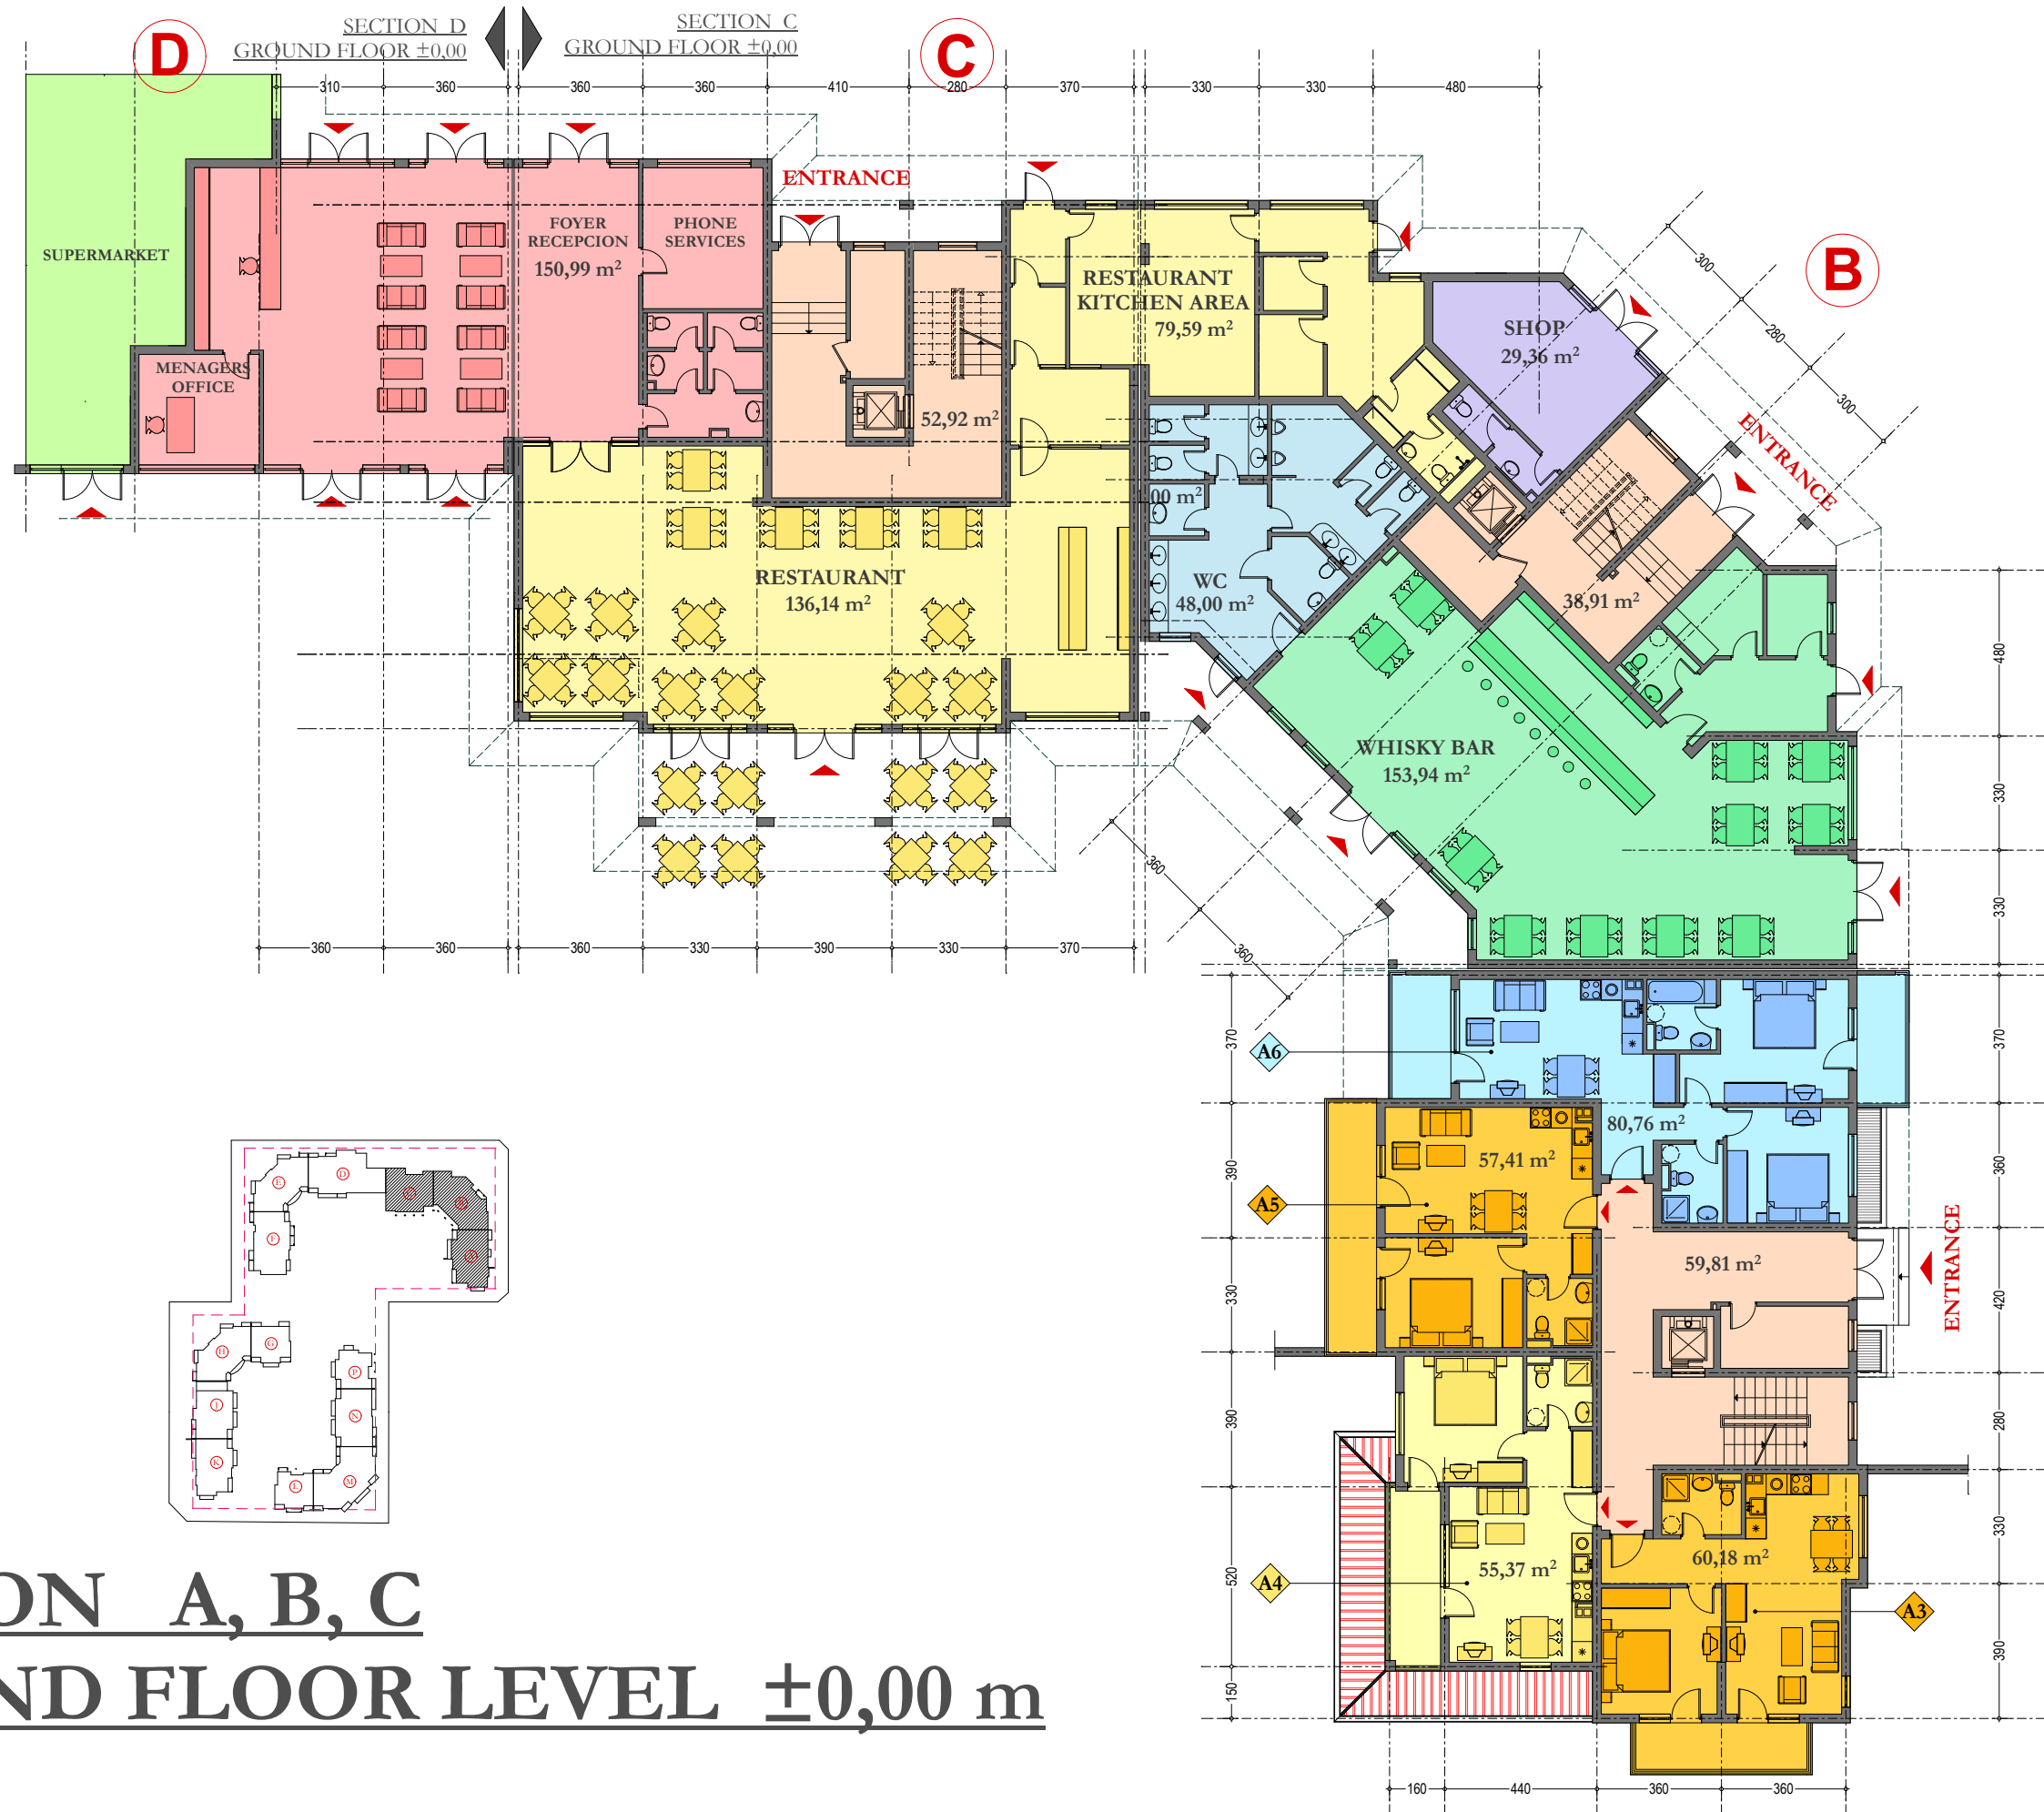 SECTION D
GROUND FLOOR ±0,00
SECTION C
GROUND FLOOR ±0,00
D
C
B
310
360
360
360
410
280
370
330
330
480
ENTRANCE
SUPERMARKET
FOYER
RECEPCION
150,99 m²
PHONE
SERVICES
MENAGERS
OFFICE
52,92 m²
RESTAURANT
KITCHEN AREA
79,59 m²
SHOP
29,36 m²
300
280
300
ENTRANCE
00 m²
WC
48,00 m²
38,91 m²
RESTAURANT
136,14 m²
WHISKY BAR
153,94 m²
480
330
330
360
360
360
360
360
330
390
330
370
A6
80,76 m²
A5
57,41 m²
59,81 m²
ENTRANCE
A4
55,37 m²
60,18 m²
A3
370
390
330
390
520
150
370
360
420
280
330
390
160
440
360
360
E
D
F
H
G
J
K
P
N
L
M
ON A, B, C
ND FLOOR LEVEL ±0,00 m